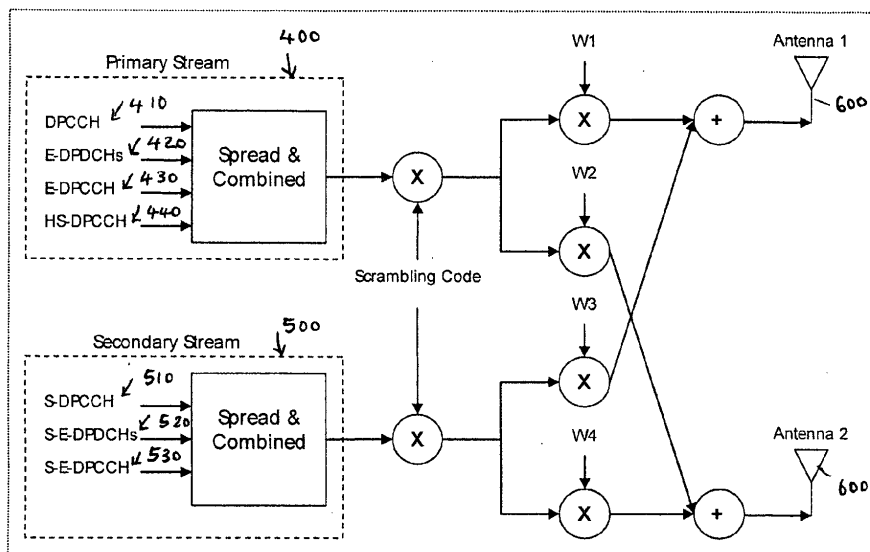 Primary Stream
400
DPCCH 410
E-DPDCHs 420
E-DPCCH 430
HS-DPCCH 440
Spread &
Combined
X
Scrambling Code
W1
X
W2
X
+
Antenna 1
600
Secondary Stream
500
S-DPCCH 510
S-E-DPDCHs 520
S-E-DPCCH 530
Spread &
Combined
X
W3
X
W4
X
+
Antenna 2
600